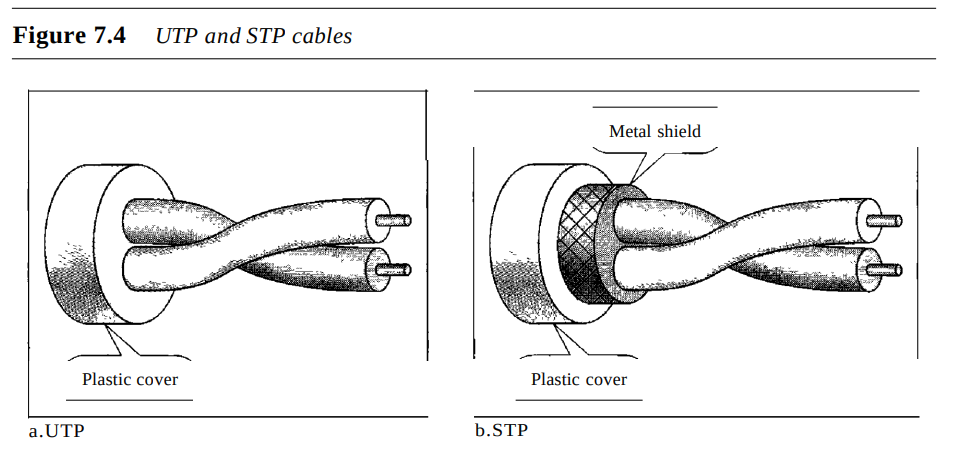 Figure 7.4 UTP and STP cables
Metal shield
Plastic cover
Plastic cover
a.UTP
b.STP